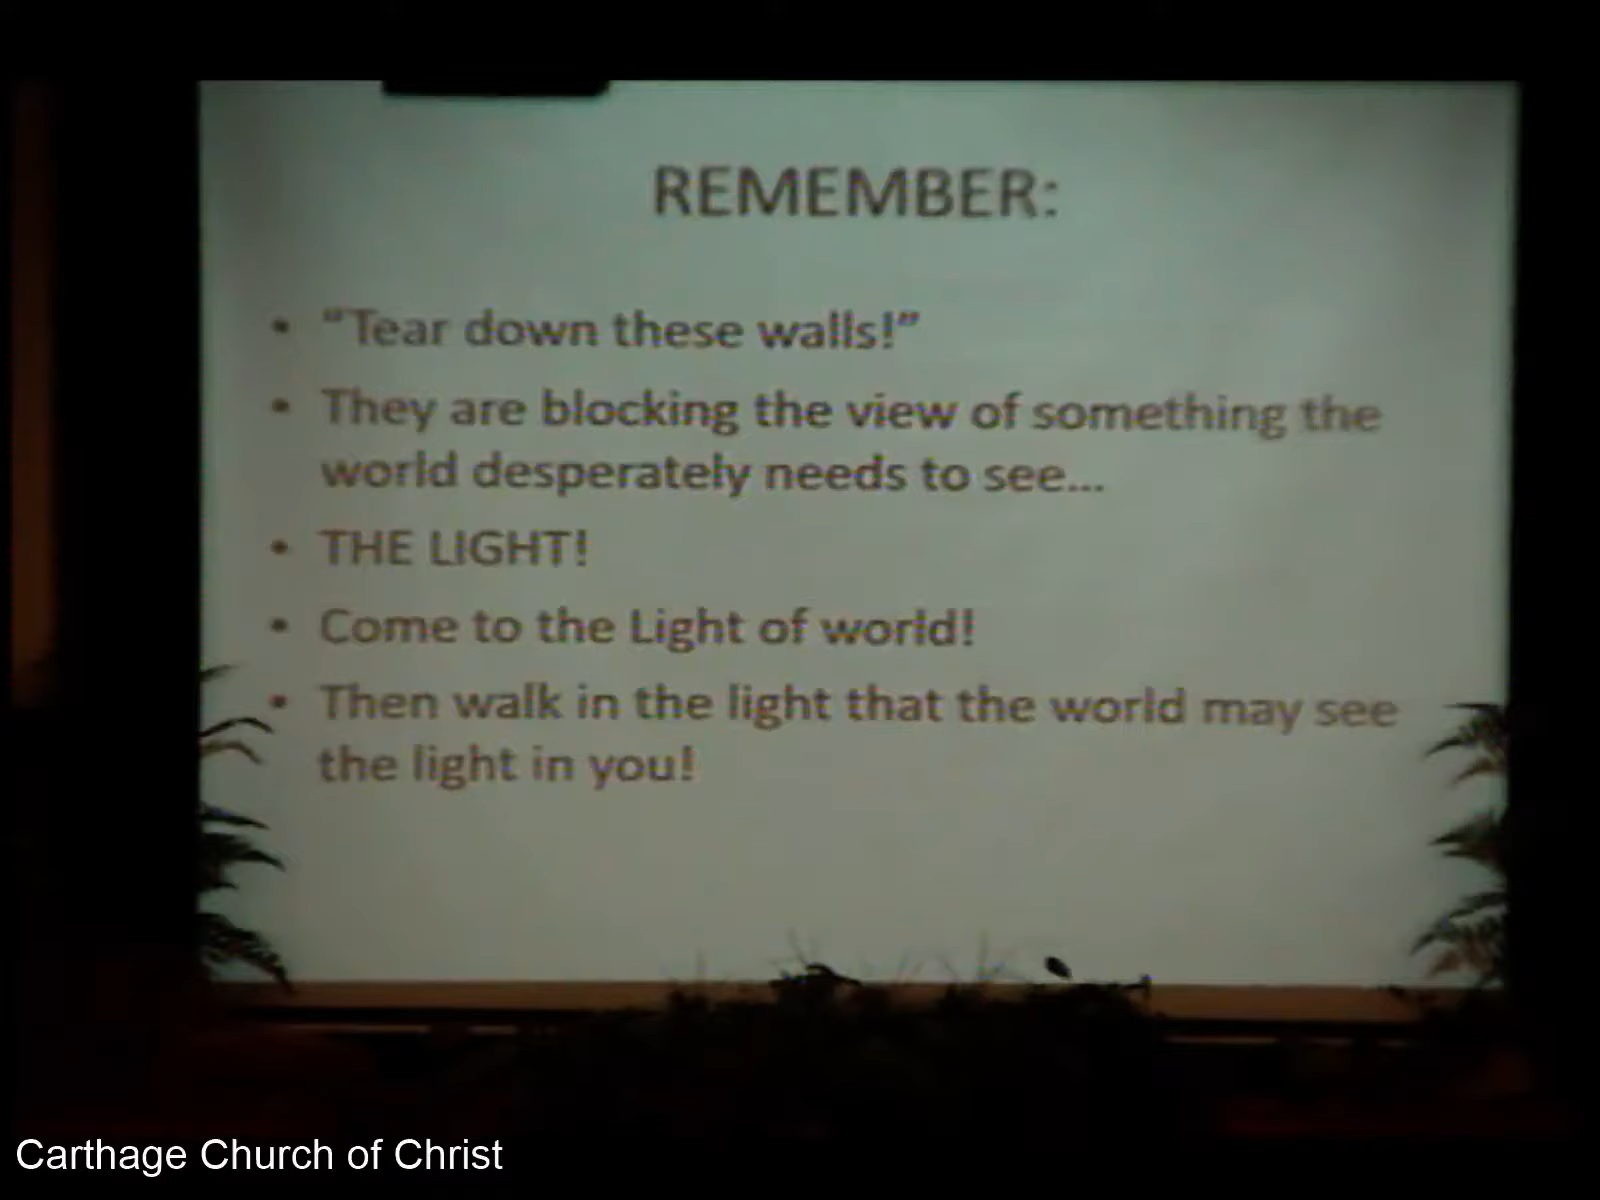 REMEMBER:
• “Tear down these walls!”
• They are blocking the view of something the
world desperately needs to see...
• THE LIGHT!
• Come to the Light of world!
• Then walk in the light that the world may see
the light in you!
Carthage Church of Christ